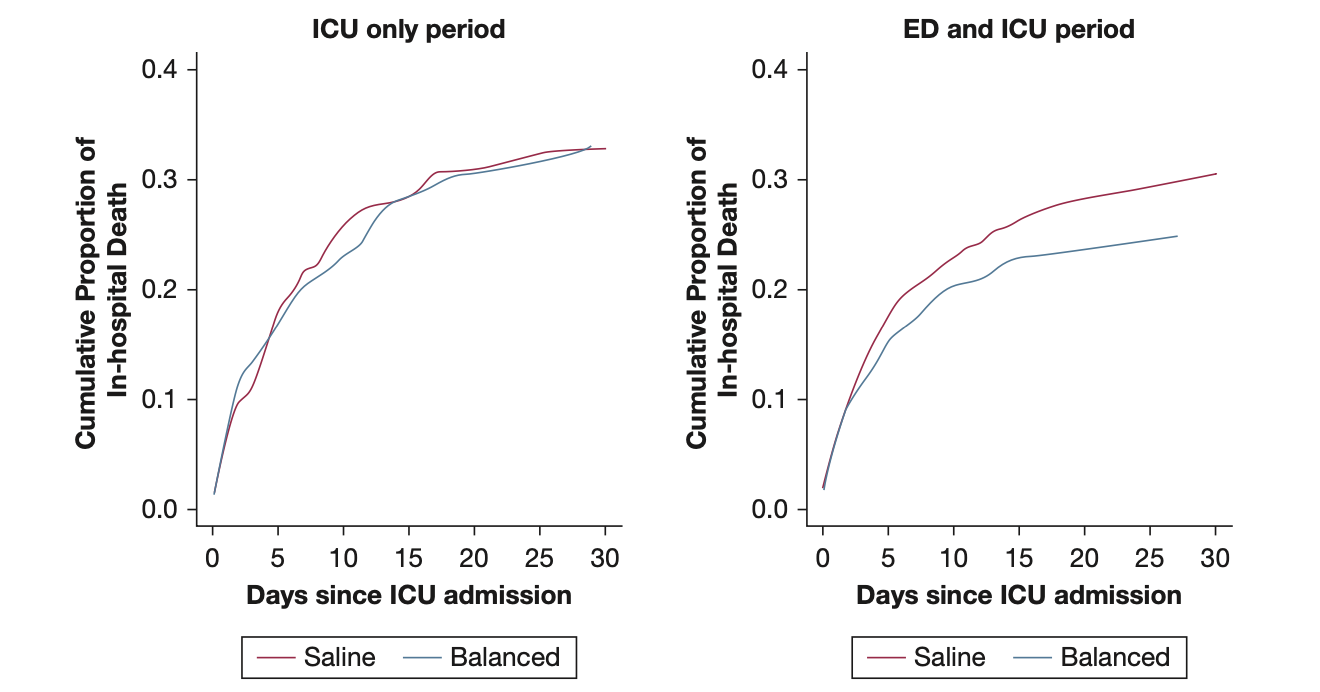 ICU only period
Cumulative Proportion of
In-hospital Death
0.4
0.3
0.2
0.1
0.0
0 5 10 15 20 25 30
Days since ICU admission
Saline Balanced
ED and ICU period
Cumulative Proportion of
In-hospital Death
0.4
0.3
0.2
0.1
0.0
0 5 10 15 20 25 30
Days since ICU admission
Saline Balanced